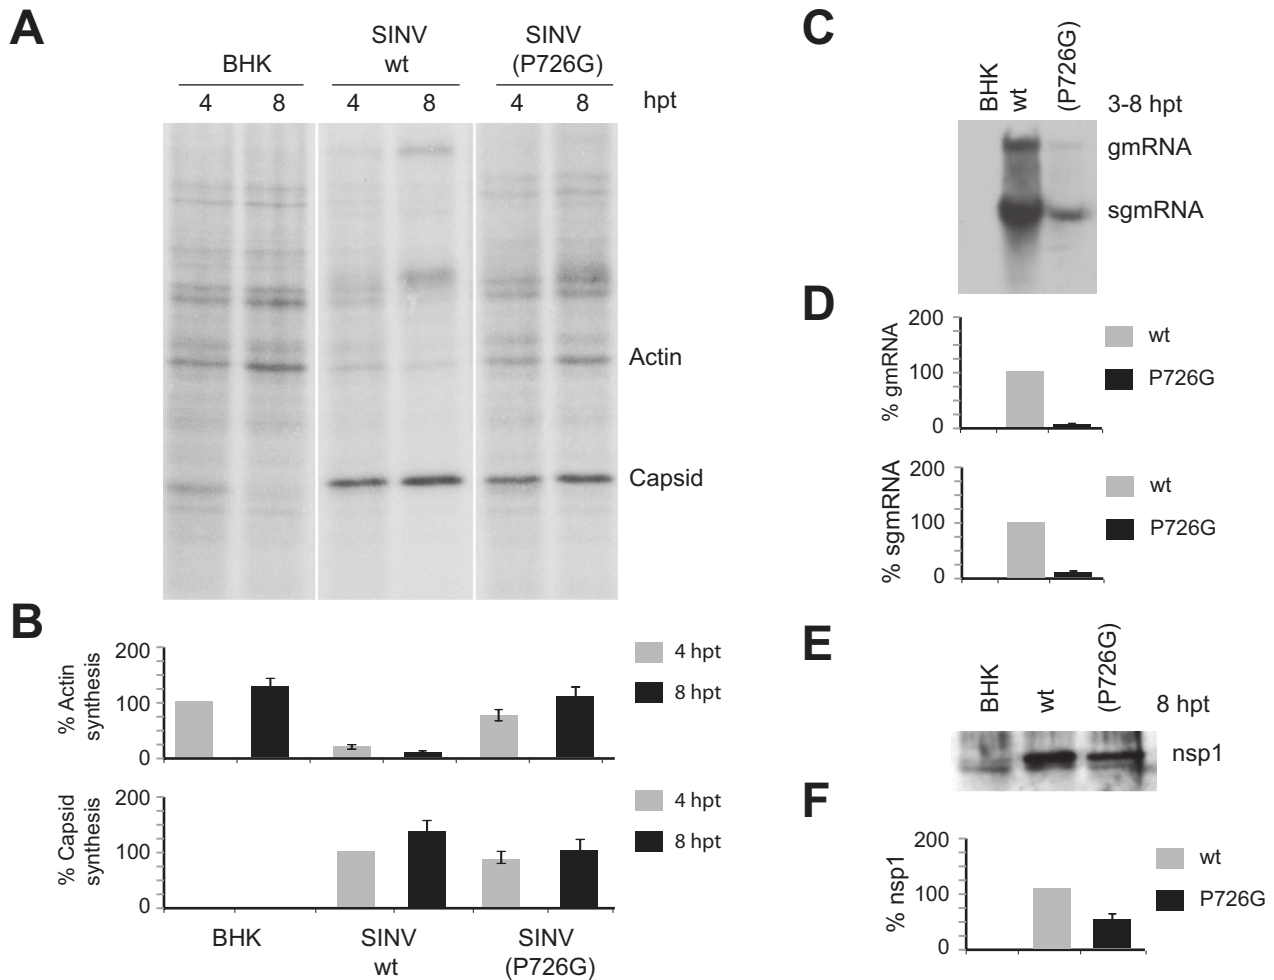 A
BHK
SINV
wt
SINV
(P726G)
4
8
4
8
4
8
hpt
Actin
Capsid
B
% Actin
synthesis
200
100
0
4 hpt
8 hpt
% Capsid
synthesis
200
100
0
4 hpt
8 hpt
BHK
SINV
wt
SINV
(P726G)
C
BHK
wt
(P726G)
3-8 hpt
gmRNA
sgmRNA
D
% gmRNA
200
100
0
wt
P726G
% sgmRNA
200
100
0
wt
P726G
E
BHK
wt
(P726G)
8 hpt
nsp1
F
% nsp1
200
100
0
wt
P726G